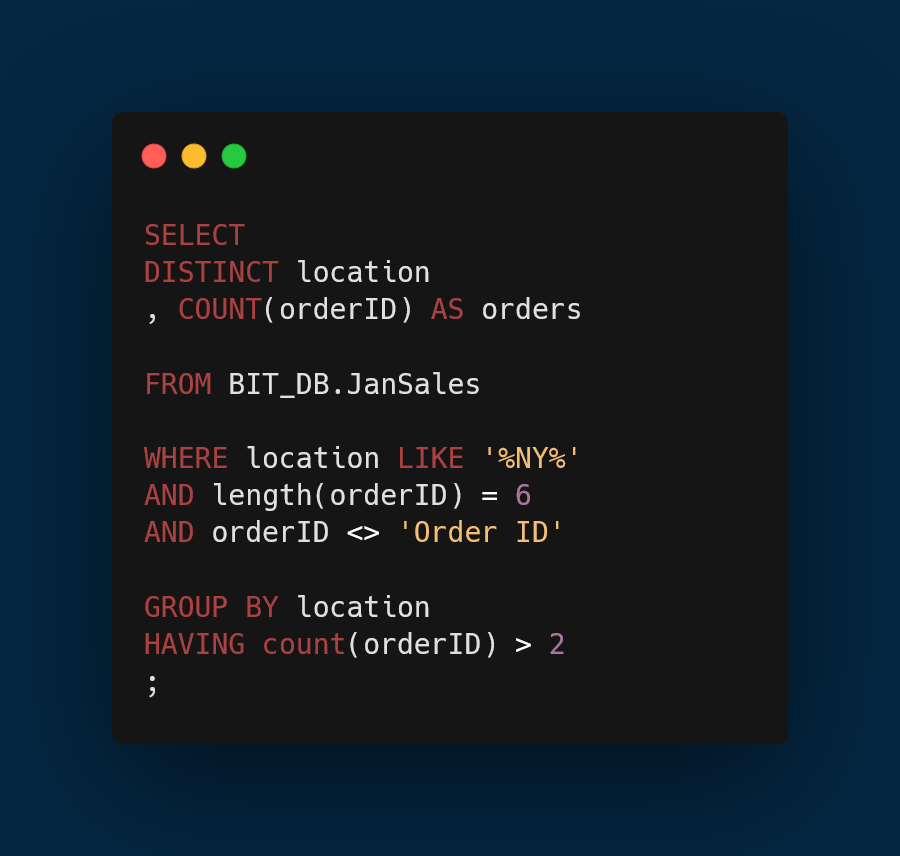 SELECT
DISTINCT location
, COUNT(orderID) AS orders
FROM BIT_DB.JanSales
WHERE location LIKE '%NY%'
AND length(orderID) = 6
AND orderID <> 'Order ID'
GROUP BY location
HAVING count(orderID) > 2
;